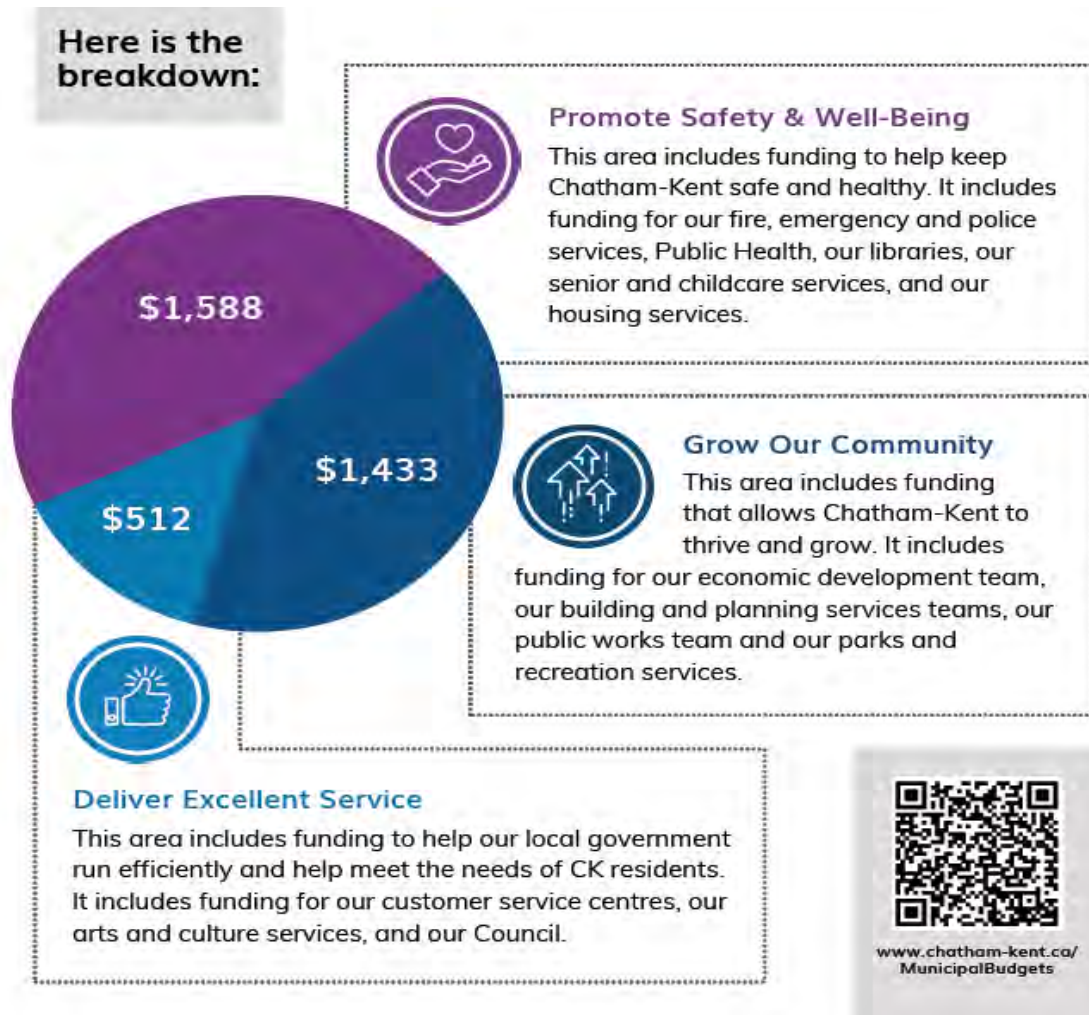 Here is the
breakdown:
Promote Safety & Well-Being
This area includes funding to help keep
Chatham-Kent safe and healthy. It includes
funding for our fire, emergency and police
services, Public Health, our libraries, our
senior and childcare services, and our
housing services.
$1,588
$1,433
$512
Grow Our Community
This area includes funding
that allows Chatham-Kent to
thrive and grow. It includes
funding for our economic development team,
our building and planning services teams, our
public works team and our parks and
recreation services.
Deliver Excellent Service
This area includes funding to help our local government
run efficiently and help meet the needs of CK residents.
It includes funding for our customer service centres, our
arts and culture services, and our Council.
www.chatham-kent.ca/
MunicipalBudgets